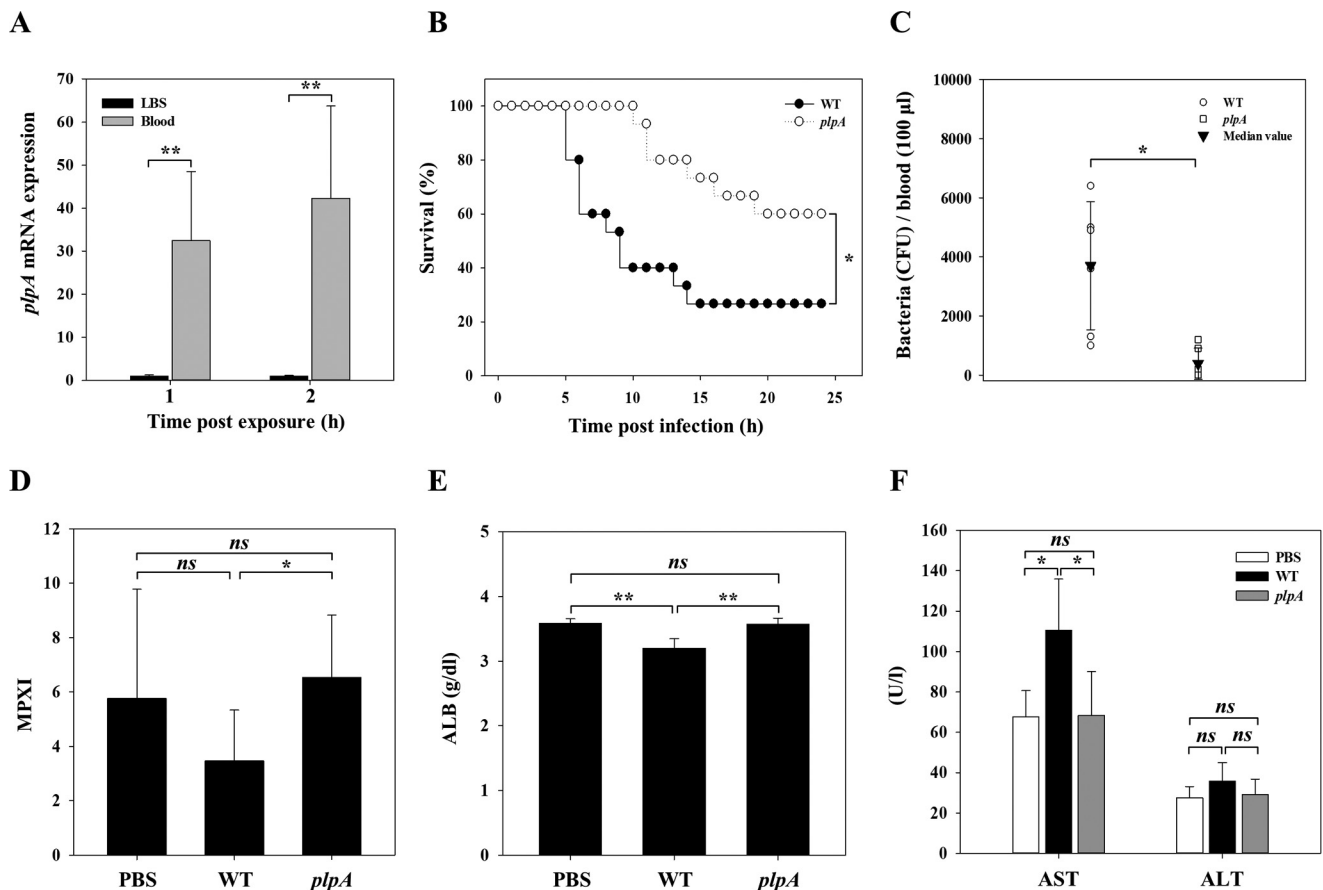 A
70
60
50
40
30
20
10
0
plpA mRNA expression
LBS
Blood
**
**
1
2
Time post exposure (h)
B
100
80
60
40
20
0
Survival (%)
WT
plpA
*
0
5
10
15
20
25
Time post infection (h)
C
10000
8000
6000
4000
2000
0
Bacteria (CFU) / blood (100 µl)
WT
plpA
Median value
*
D
12
10
8
6
4
2
0
MPXI
ns
ns
*
PBS
WT
plpA
E
5
4
3
2
1
0
ALB (g/dl)
ns
**
**
PBS
WT
plpA
F
160
140
120
100
80
60
40
20
0
(U/l)
PBS
WT
plpA
ns
*
*
ns
ns
ns
AST
ALT